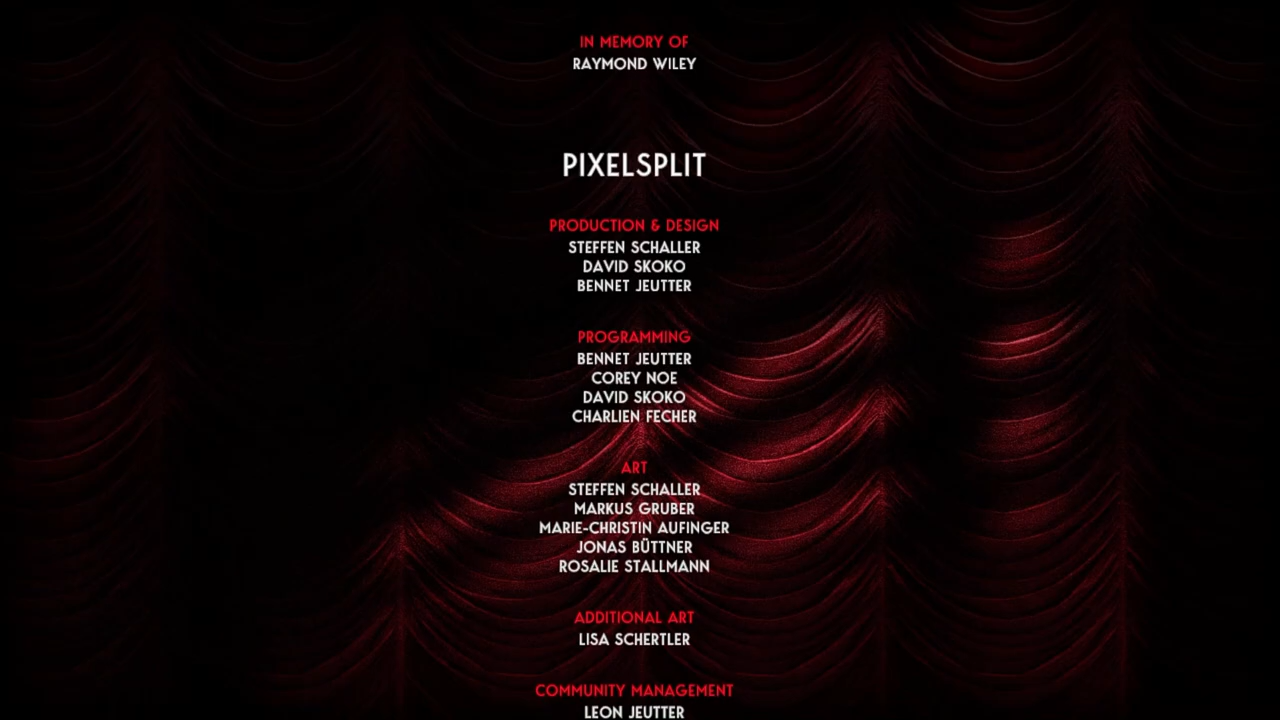 IN MEMORY OF
RAYMOND WILEY
PIXELSPLIT
PRODUCTION & DESIGN
STEFFEN SCHALLER
DAVID SKOKO
BENNET JEUTTER
PROGRAMMING
BENNET JEUTTER
COREY NOE
DAVID SKOKO
CHARLIEN FECHER
ART
STEFFEN SCHALLER
MARKUS GRUBER
MARIE-CHRISTIN AUFINGER
JONAS BÜTTNER
ROSALIE STALLMANN
ADDITIONAL ART
LISA SCHERTLER
COMMUNITY MANAGEMENT
LEON JEUTTER